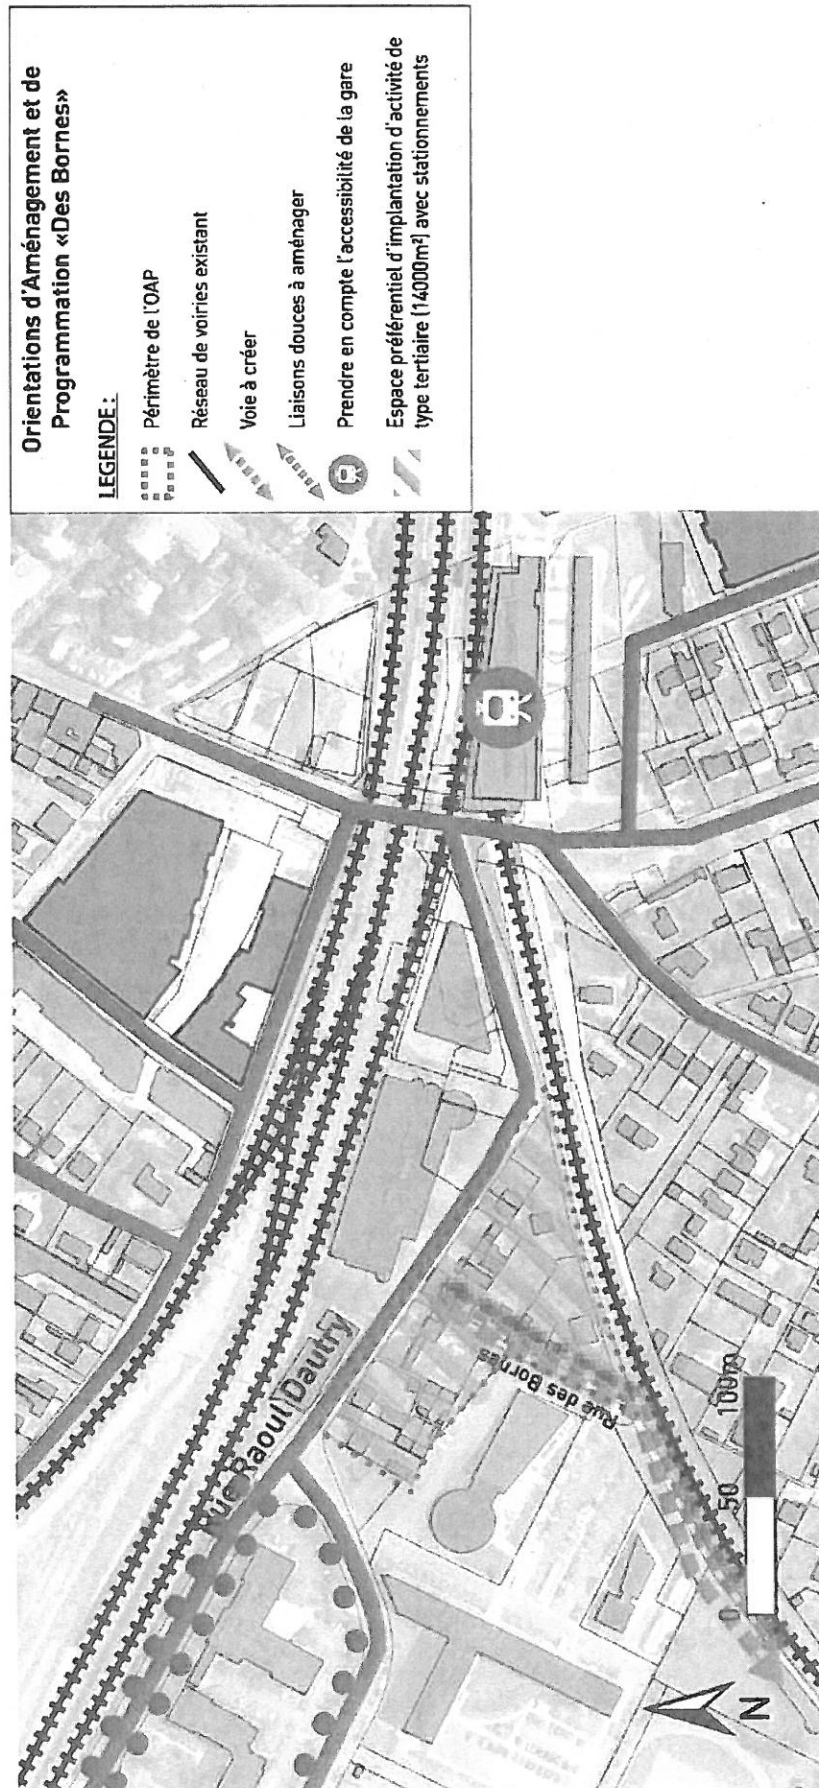 Orientations d'Aménagement et de
Programmation «Des Bornes»
LEGENDE :
Périmètre de l'OAP
Réseau de voiries existant
Voie à créer
Liaisons douces à aménager
Prendre en compte l'accessibilité de la gare
Espace préférentiel d'implantation d'activité de
type tertiaire (14000m²) avec stationnements
Rue Raoul Dautry
Rue des Bornes
0 50 100m
N